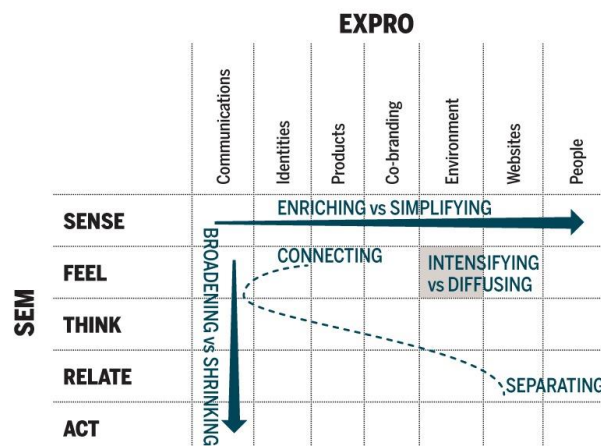 EXPRO
Communications
Identities
Products
Co-branding
Environment
Websites
People
SEM
SENSE
ENRICHING vs SIMPLIFYING
BROADENING vs SHRINKING
FEEL
CONNECTING
INTENSIFYING
vs DIFFUSING
THINK
RELATE
SEPARATING
ACT